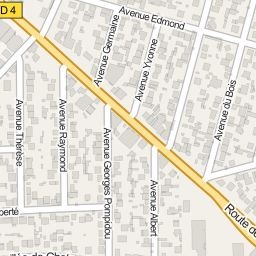 D 4
Avenue Edmond
Avenue Germaine
Avenue Yvonne
Avenue du Bois
Avenue Thérèse
Avenue Raymond
Avenue Georges Pompidou
Avenue Albert
Route de
berté